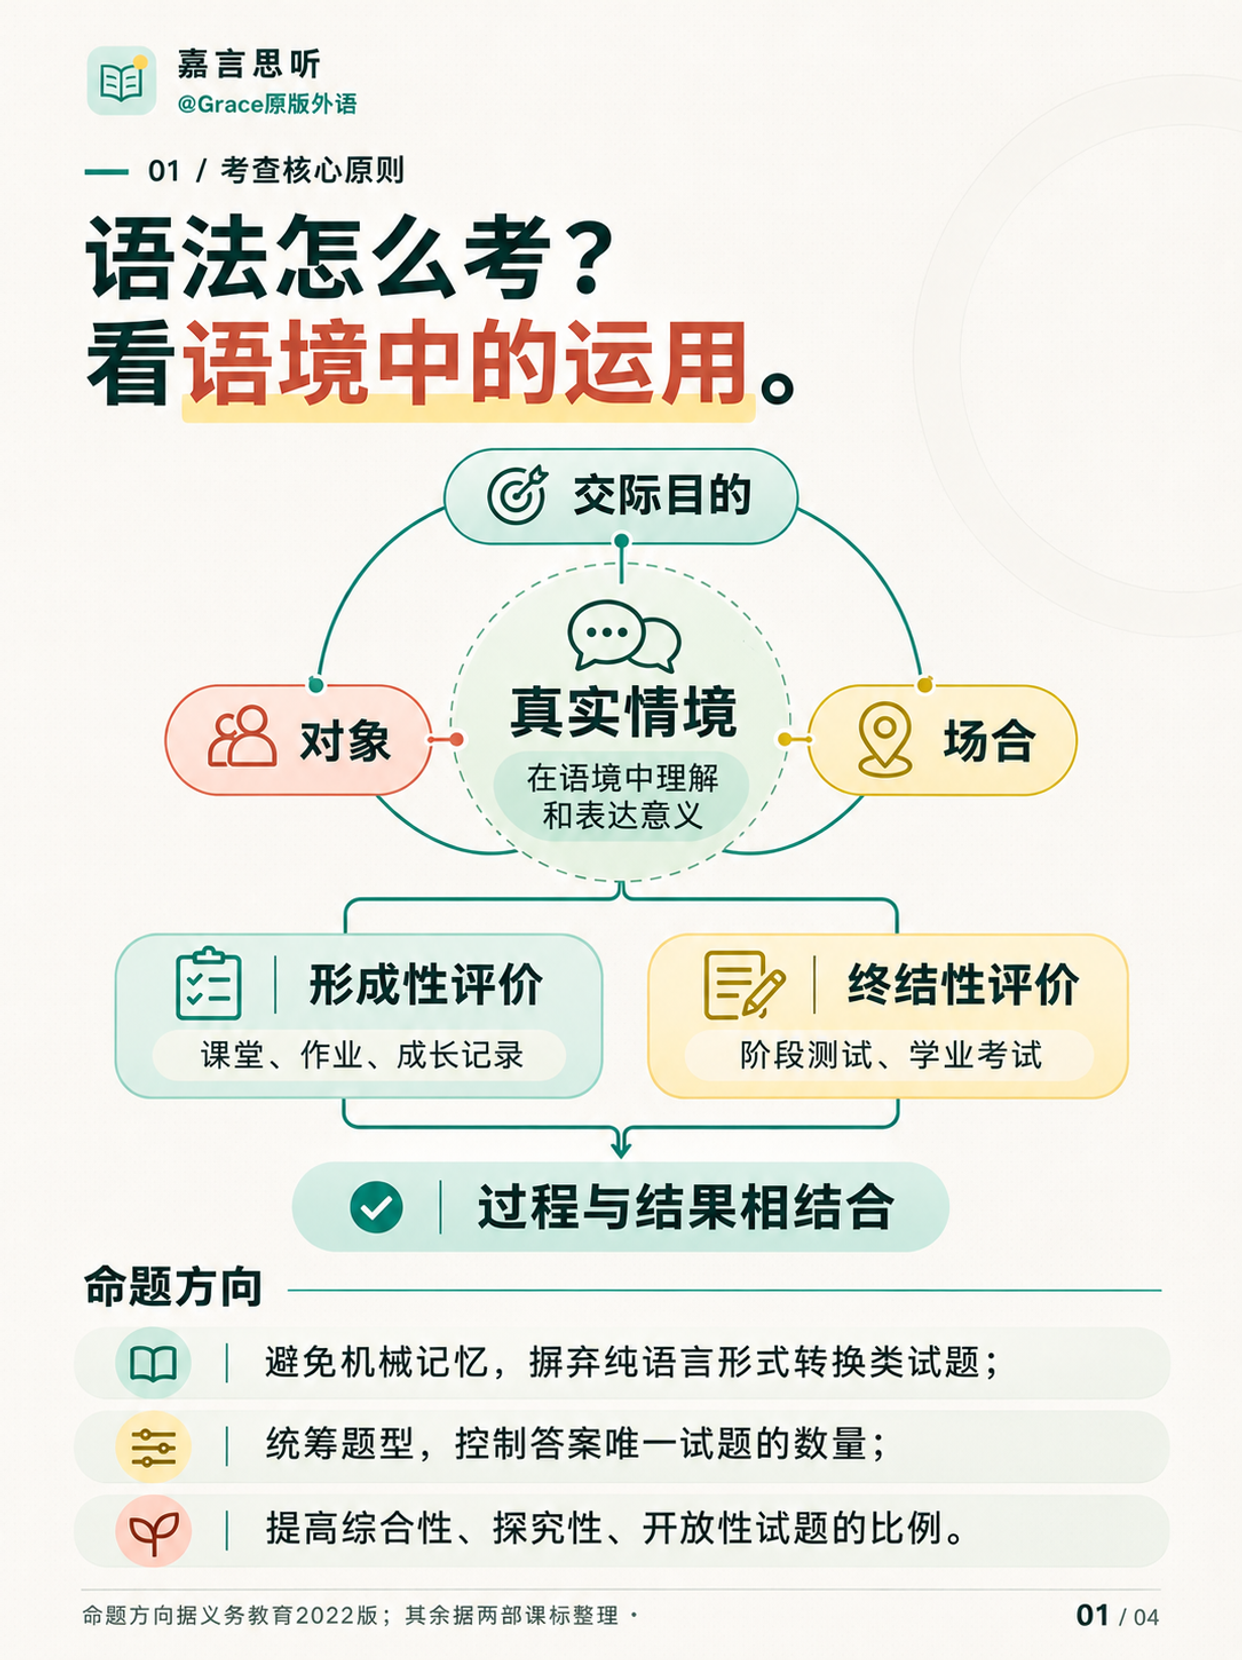 嘉言思听
@Grace原版外语
01 / 考查核心原则
语法怎么考？
看语境中的运用。
交际目的
对象
真实情境
在语境中理解
和表达意义
场合
形成性评价
课堂、作业、成长记录
终结性评价
阶段测试、学业考试
过程与结果相结合
命题方向
避免机械记忆，摒弃纯语言形式转换类试题；
统筹题型，控制答案唯一试题的数量；
提高综合性、探究性、开放性试题的比例。
命题方向据义务教育2022版；其余据两部课标整理 ·
01 / 04